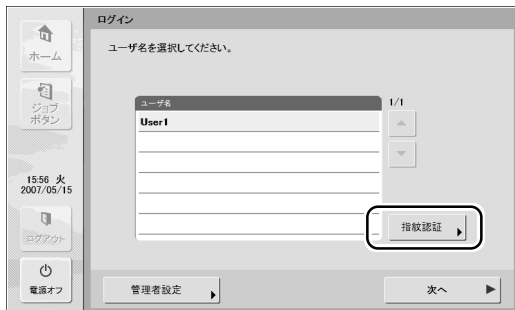 ログイン
ホーム
ジョブ
ボタン
15:56 火
2007/05/15
ログアウト
電源オフ
ユーザ名を選択してください。
ユーザ名
1/1
User1
指紋認証
管理者設定
次へ